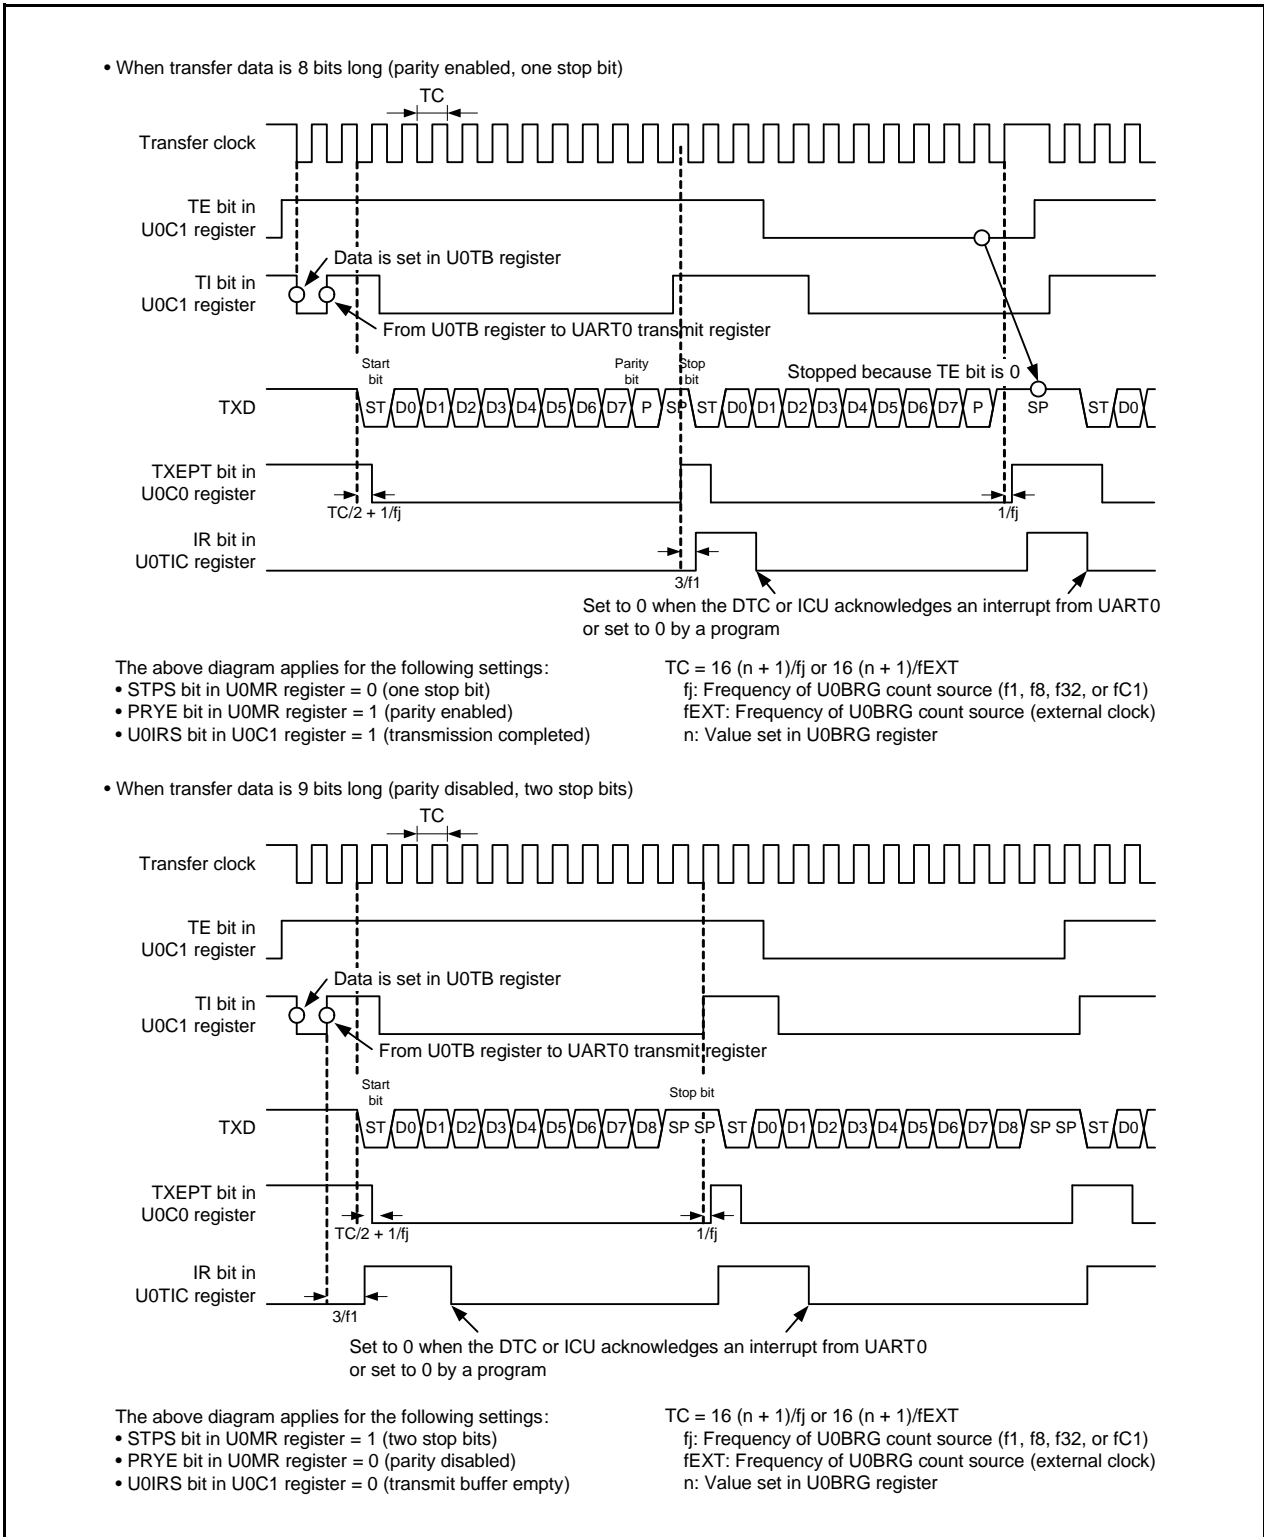 • When transfer data is 8 bits long (parity enabled, one stop bit)
TC
Transfer clock
TE bit in
U0C1 register
Data is set in U0TB register
TI bit in
U0C1 register
From U0TB register to UART0 transmit register
Start
bit
Parity
bit
Stop
bit
Stopped because TE bit is 0
TXD
ST D0 D1 D2 D3 D4 D5 D6 D7 P SP ST D0 D1 D2 D3 D4 D5 D6 D7 P SP ST D0
TXEPT bit in
U0C0 register
TC/2 + 1/fj
1/fj
IR bit in
U0TIC register
3/f1
Set to 0 when the DTC or ICU acknowledges an interrupt from UART0
or set to 0 by a program
The above diagram applies for the following settings:
• STPS bit in U0MR register = 0 (one stop bit)
• PRYE bit in U0MR register = 1 (parity enabled)
• U0IRS bit in U0C1 register = 1 (transmission completed)
TC = 16 (n + 1)/fj or 16 (n + 1)/fEXT
fj: Frequency of U0BRG count source (f1, f8, f32, or fC1)
fEXT: Frequency of U0BRG count source (external clock)
n: Value set in U0BRG register
• When transfer data is 9 bits long (parity disabled, two stop bits)
TC
Transfer clock
TE bit in
U0C1 register
Data is set in U0TB register
TI bit in
U0C1 register
From U0TB register to UART0 transmit register
Start
bit
Stop bit
TXD
ST D0 D1 D2 D3 D4 D5 D6 D7 D8 SP SP ST D0 D1 D2 D3 D4 D5 D6 D7 D8 SP SP ST D0
TXEPT bit in
U0C0 register
TC/2 + 1/fj
1/fj
IR bit in
U0TIC register
3/f1
Set to 0 when the DTC or ICU acknowledges an interrupt from UART0
or set to 0 by a program
The above diagram applies for the following settings:
• STPS bit in U0MR register = 1 (two stop bits)
• PRYE bit in U0MR register = 0 (parity disabled)
• U0IRS bit in U0C1 register = 0 (transmit buffer empty)
TC = 16 (n + 1)/fj or 16 (n + 1)/fEXT
fj: Frequency of U0BRG count source (f1, f8, f32, or fC1)
fEXT: Frequency of U0BRG count source (external clock)
n: Value set in U0BRG register